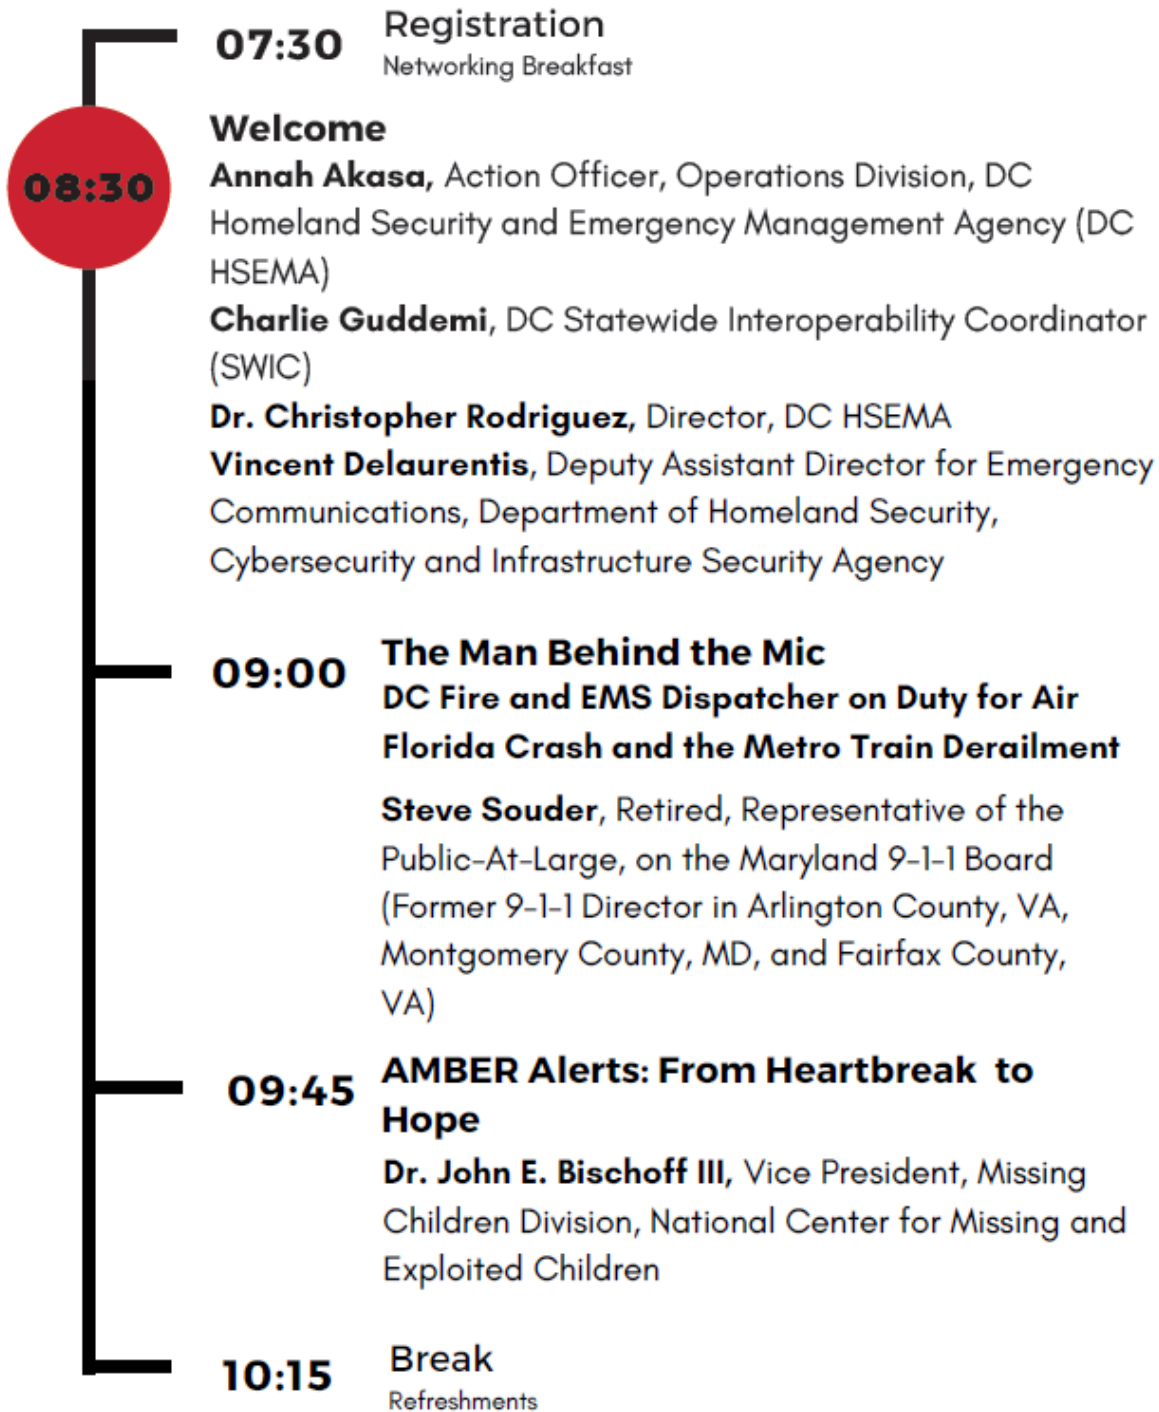 07:30 Registration
Networking Breakfast
Welcome
08:30
Annah Akasa, Action Officer, Operations Division, DC
Homeland Security and Emergency Management Agency (DC
HSEMA)
Charlie Guddemi, DC Statewide Interoperability Coordinator
(SWIC)
Dr. Christopher Rodriguez, Director, DC HSEMA
Vincent Delaurentis, Deputy Assistant Director for Emergency
Communications, Department of Homeland Security,
Cybersecurity and Infrastructure Security Agency
09:00 The Man Behind the Mic
DC Fire and EMS Dispatcher on Duty for Air
Florida Crash and the Metro Train Derailment
Steve Souder, Retired, Representative of the
Public-At-Large, on the Maryland 9-1-1 Board
(Former 9-1-1 Director in Arlington County, VA,
Montgomery County, MD, and Fairfax County,
VA)
09:45 AMBER Alerts: From Heartbreak to
Hope
Dr. John E. Bischoff III, Vice President, Missing
Children Division, National Center for Missing and
Exploited Children
10:15 Break
Refreshments